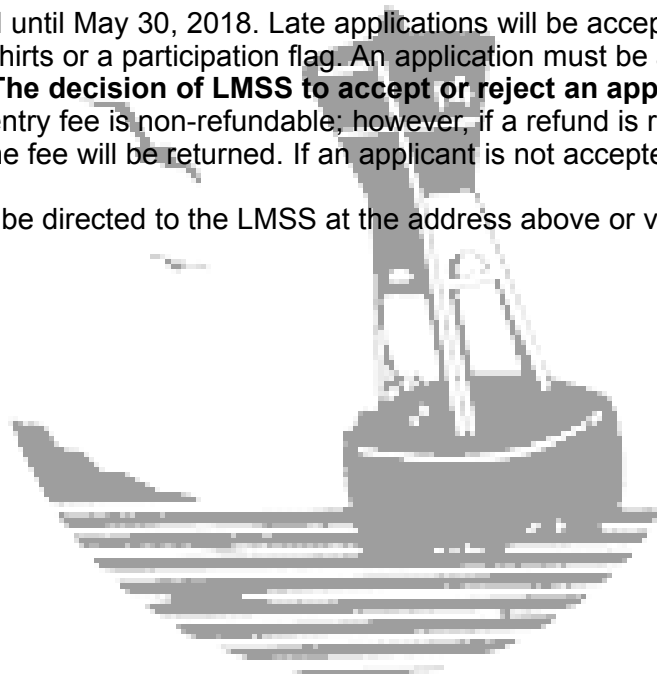 until May 30, 2018. Late applications will be accep
hirts or a participation flag. An application must be
The decision of LMSS to accept or reject an app
entry fee is non-refundable; however, if a refund is r
e fee will be returned. If an applicant is not accepte
be directed to the LMSS at the address above or v